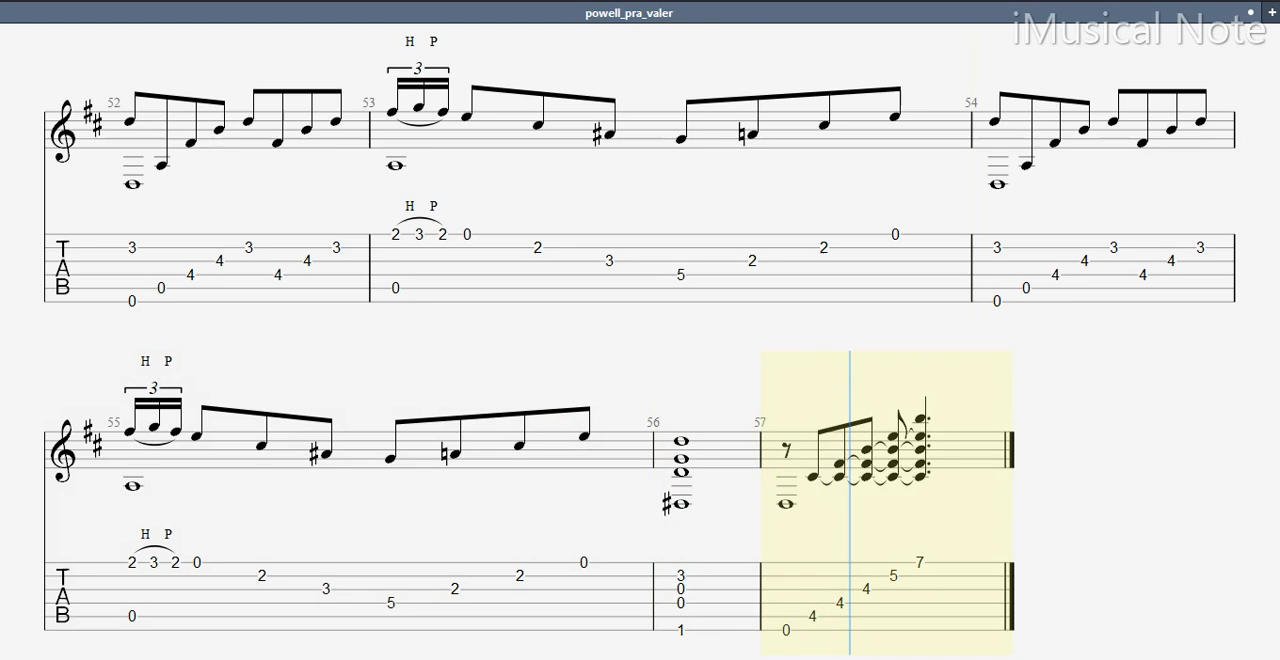 powell_pra_valer
iMusical Note
H P
3
52 53 54
H P
T A B
3 0 4 4 3 4 4 3 2 3 2 0 2 3 5 2 2 0 3 0 4 4 3 4 4 3
0 0 0
H P
3
55 56 57
H P
T A B
2 3 2 0 2 3 5 2 2 0 3 0 0 1 0 4 4 4 5 7
0